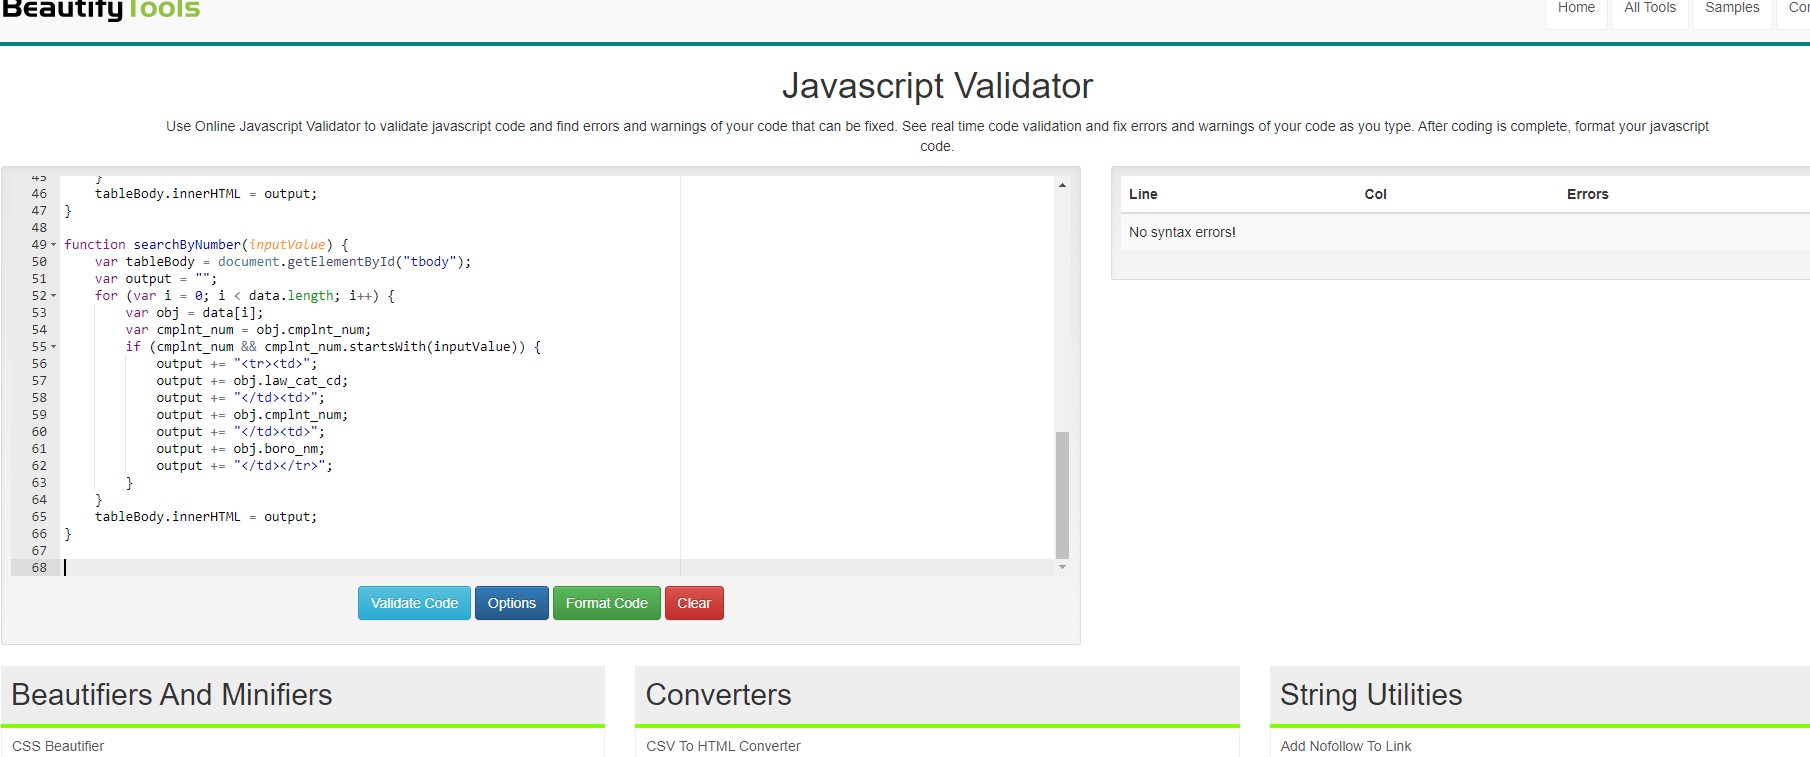 BeautifyTools
Home All Tools Samples
Javascript Validator
Use Online Javascript Validator to validate javascript code and find errors and warnings of your code that can be fixed. See real time code validation and fix errors and warnings of your code as you type. After coding is complete, format your javascript
code.
45 }
46 tableBody.innerHTML = output;
47 }
48
49 function searchByNumber(inputValue) {
50 var tableBody = document.getElementById("tbody");
51 var output = "";
52 for (var i = 0; i < data.length; i++) {
53 var obj = data[i];
54 var cmplnt_num = obj.cmplnt_num;
55 if (cmplnt_num && cmplnt_num.startsWith(inputValue)) {
56 output += "<tr><td>";
57 output += obj.law_cat_cd;
58 output += "</td><td>";
59 output += obj.cmplnt_num;
60 output += "</td><td>";
61 output += obj.boro_nm;
62 output += "</td></tr>";
63 }
64 }
65 tableBody.innerHTML = output;
66 }
67
68
Line Col Errors
No syntax errors!
Validate Code Options Format Code Clear
Beautifiers And Minifiers
CSS Beautifier
Converters
CSV To HTML Converter
String Utilities
Add Nofollow To Link